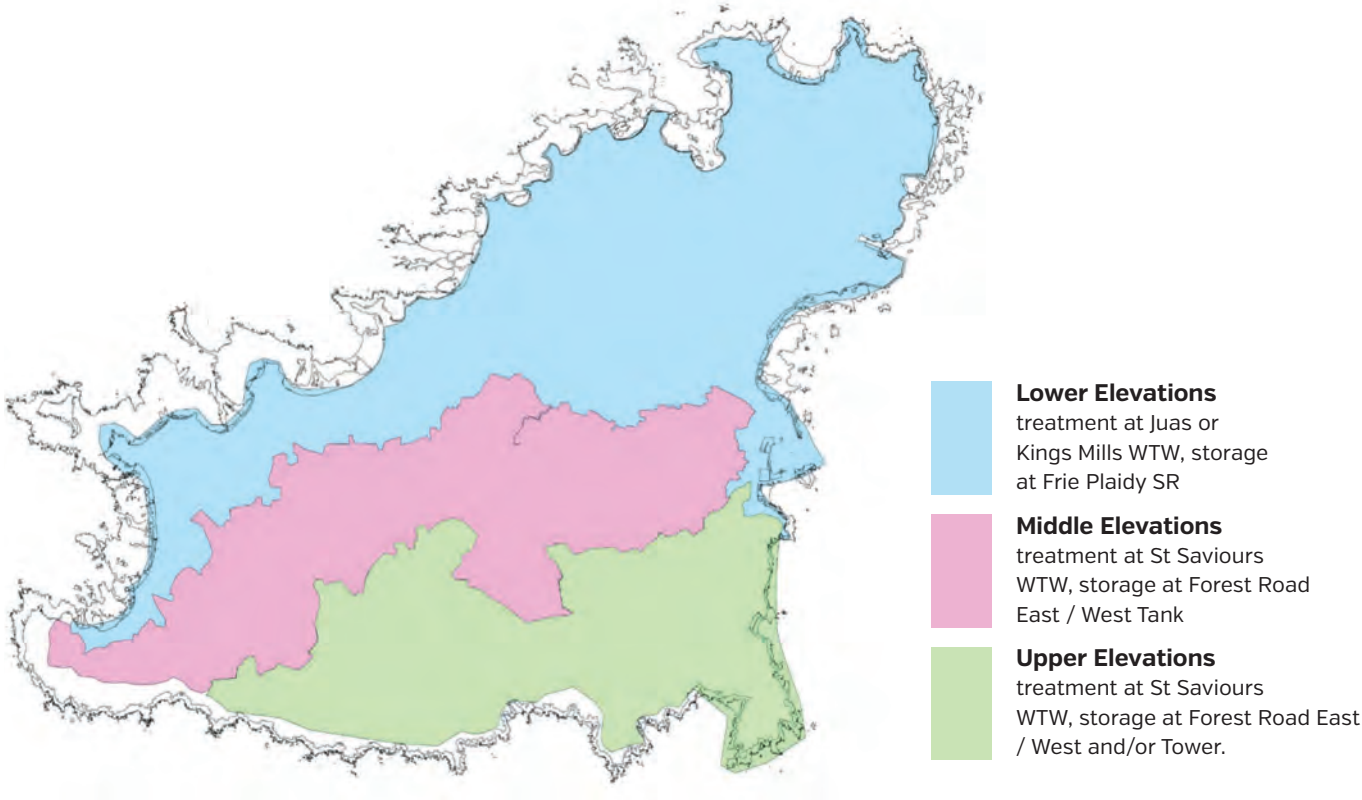 Lower Elevations
treatment at Juas or
Kings Mills WTW, storage
at Frie Plaidy SR
Middle Elevations
treatment at St Saviours
WTW, storage at Forest Road
East / West Tank
Upper Elevations
treatment at St Saviours
WTW, storage at Forest Road East
/ West and/or Tower.